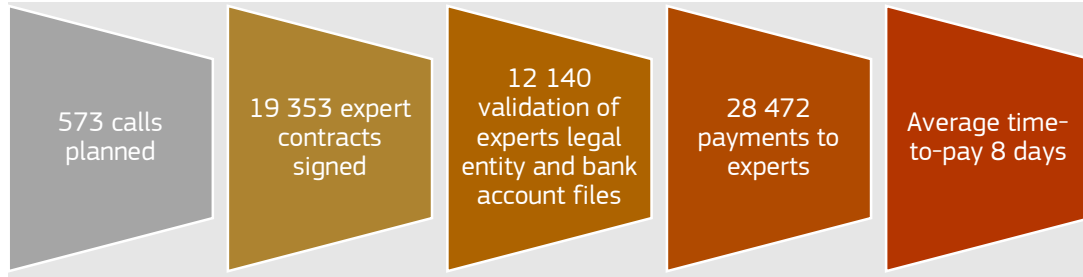 573 calls
planned
19 353 expert
contracts
signed
12 140
validation of
experts legal
entity and bank
account files
28 472
payments to
experts
Average time-
to-pay 8 days